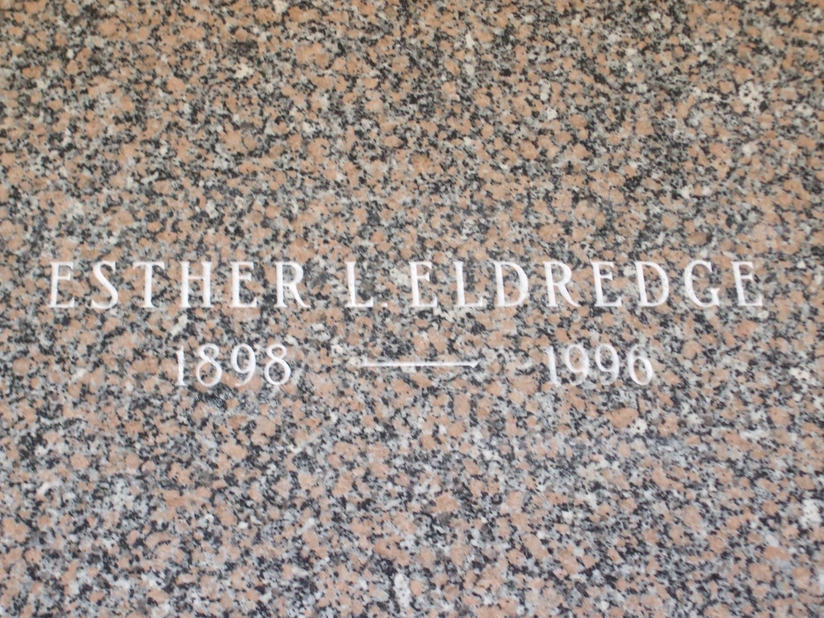 ESTHER L. ELDREDGE
1898 — 1996